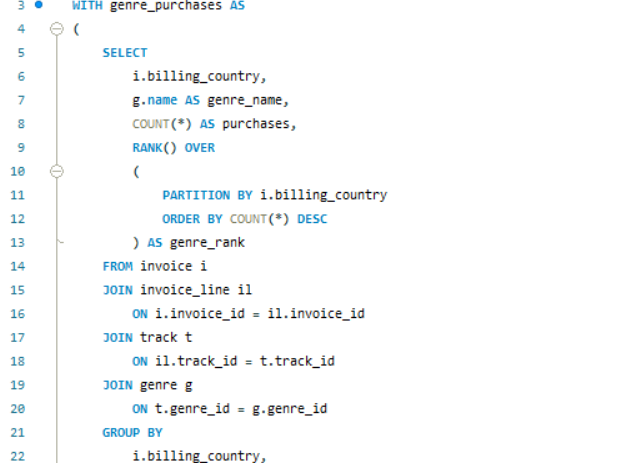 3 WITH genre_purchases AS
4 (
5 SELECT
6 i.billing_country,
7 g.name AS genre_name,
8 COUNT(*) AS purchases,
9 RANK() OVER
10 (
11 PARTITION BY i.billing_country
12 ORDER BY COUNT(*) DESC
13 ) AS genre_rank
14 FROM invoice i
15 JOIN invoice_line il
16 ON i.invoice_id = il.invoice_id
17 JOIN track t
18 ON il.track_id = t.track_id
19 JOIN genre g
20 ON t.genre_id = g.genre_id
21 GROUP BY
22 i.billing_country,